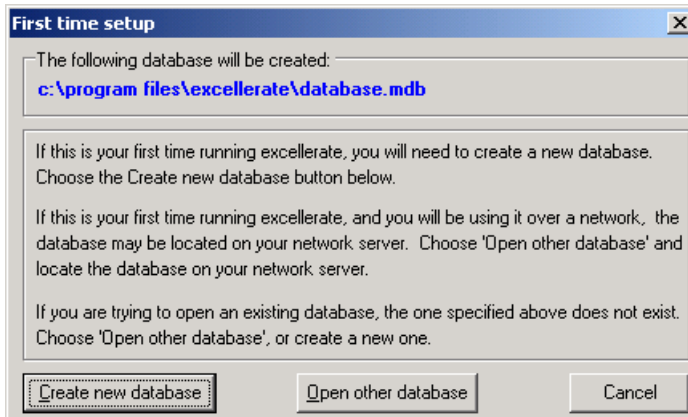 First time setup
The following database will be created:
c:\program files\excellerate\database.mdb
If this is your first time running excellerate, you will need to create a new database.
Choose the Create new database button below.
If this is your first time running excellerate, and you will be using it over a network,  the
database may be located on your network server.  Choose 'Open other database' and
locate the database on your network server.
If you are trying to open an existing database, the one specified above does not exist.
Choose 'Open other database', or create a new one.
Create new database
Open other database
Cancel